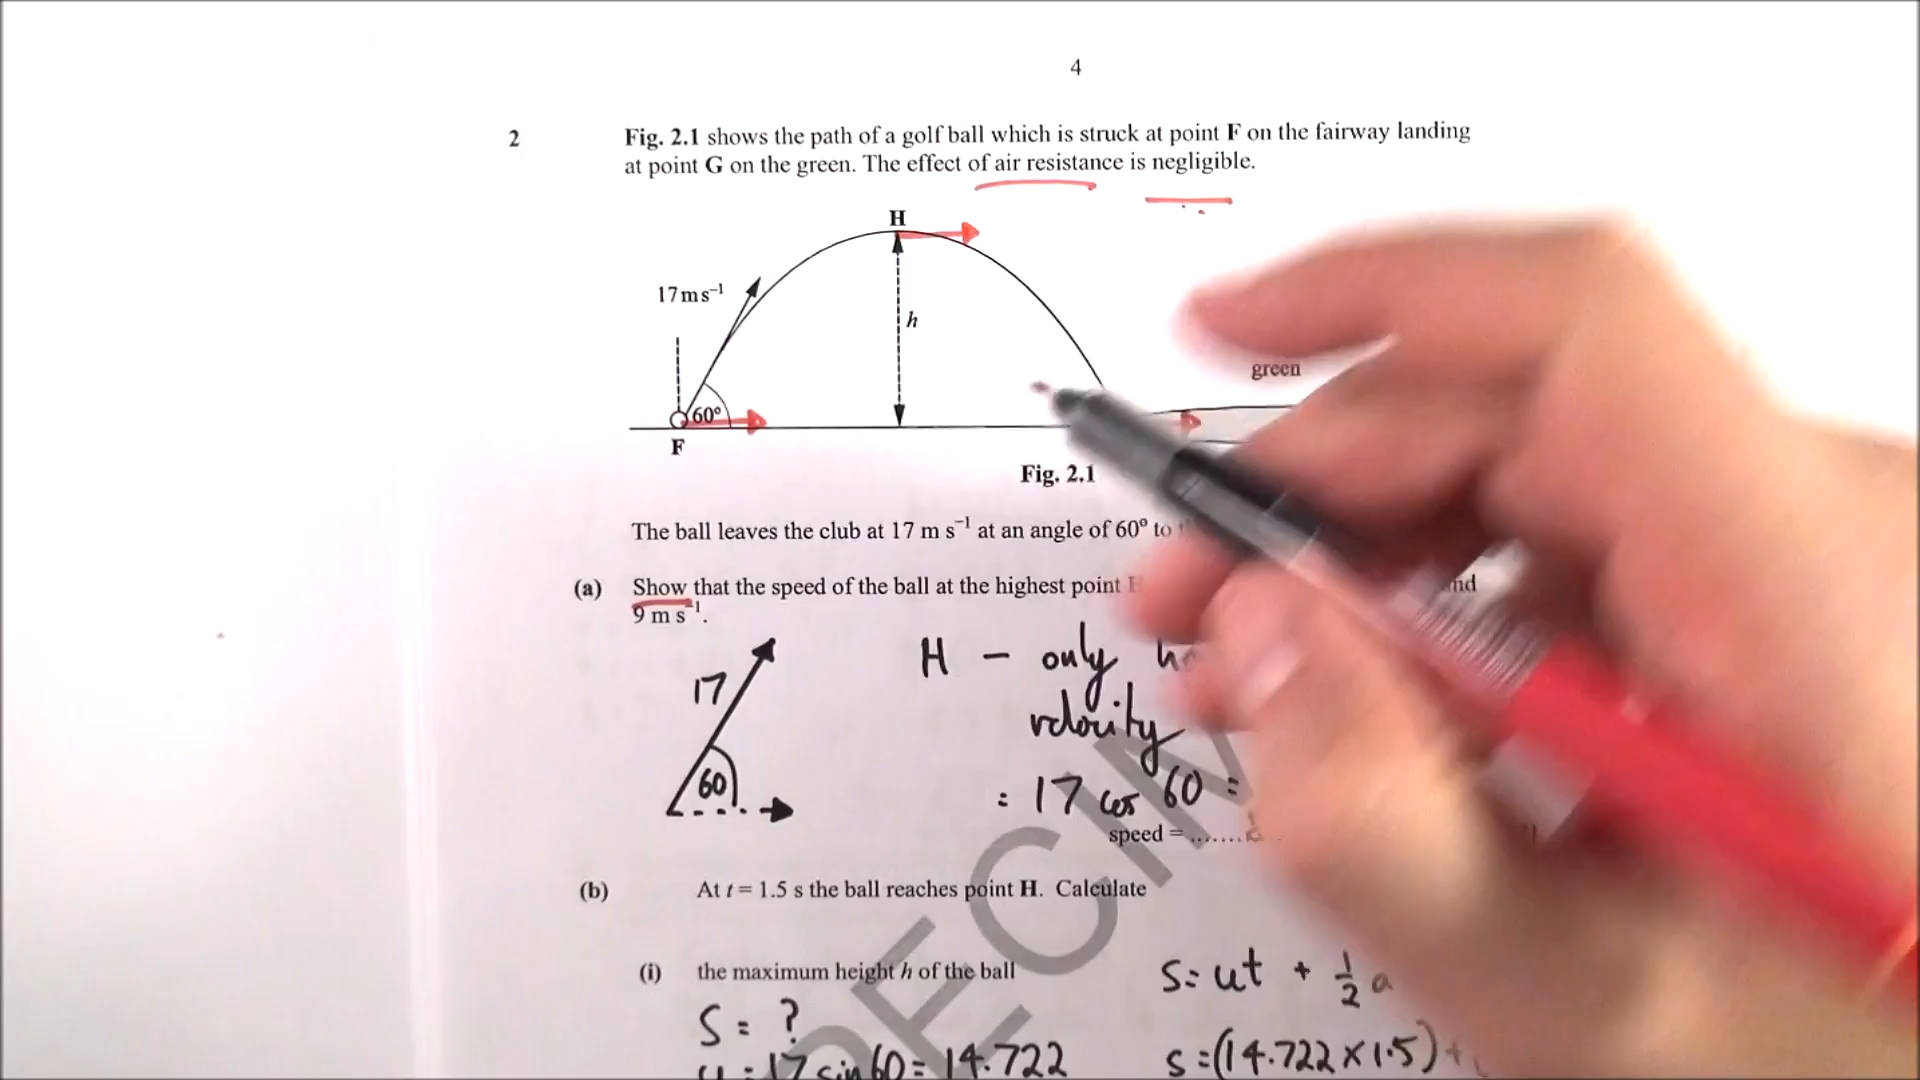 4
2 Fig. 2.1 shows the path of a golf ball which is struck at point F on the fairway landing
at point G on the green. The effect of air resistance is negligible.
H
17 m s⁻¹
h
green
60º
F
Fig. 2.1
The ball leaves the club at 17 m s⁻¹ at an angle of 60º to
(a) Show that the speed of the ball at the highest point
9 m s⁻¹.
H – only
17
velocity
60
= 17 cos 60 =
speed =
(b) At t = 1.5 s the ball reaches point H. Calculate
(i) the maximum height h of the ball
s = ut + ½ a
S = ?
u = 17 sin 60 = 14.722
s = (14.722 × 1.5) +